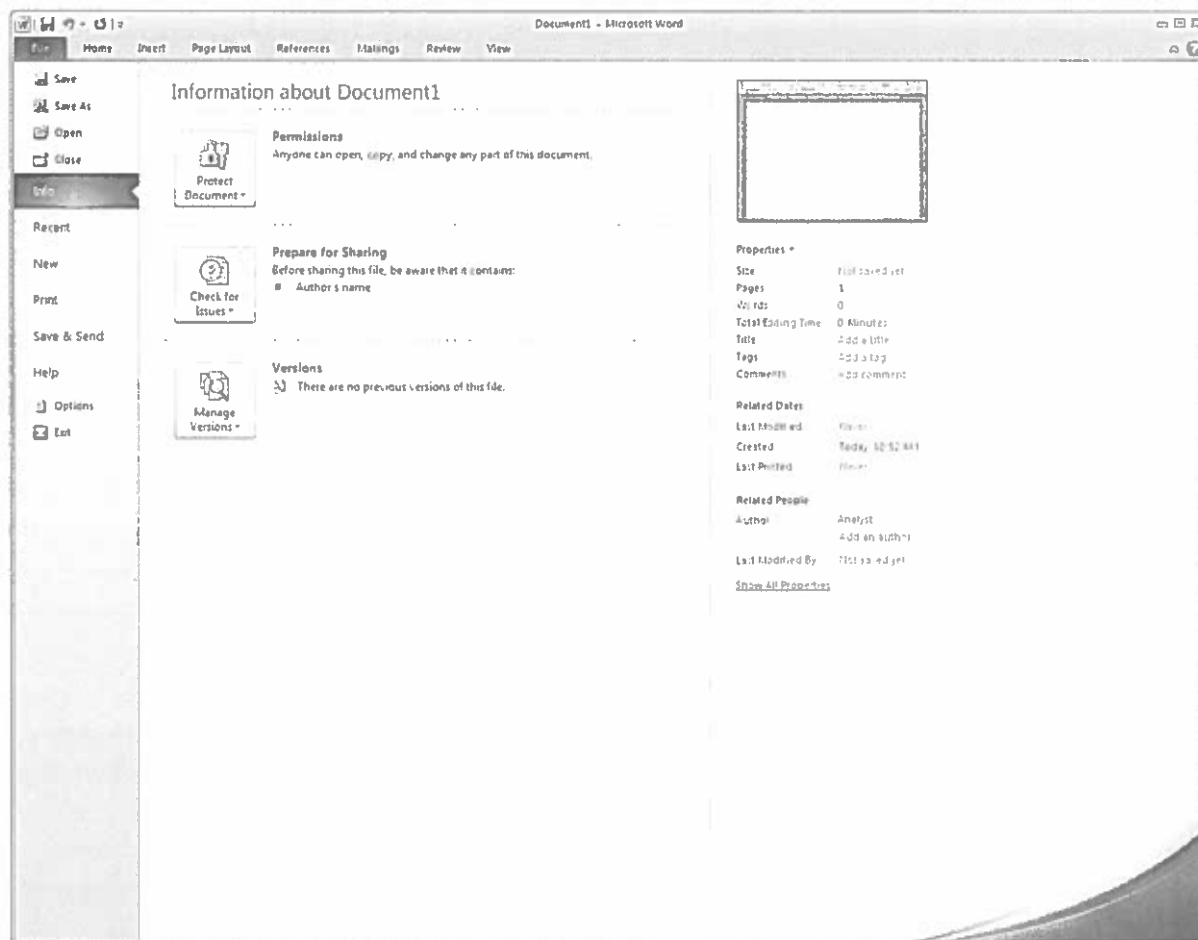 Document1 - Microsoft Word
File Home Insert Page Layout References Mailings Review View
Save
Save As
Open
Close
Info
Recent
New
Print
Save & Send
Help
Options
Exit
Information about Document1
Protect
Document
Permissions
Anyone can open, copy, and change any part of this document.
Check for
Issues
Prepare for Sharing
Before sharing this file, be aware that it contains:
Author's name
Manage
Versions
Versions
There are no previous versions of this file.
Properties
Size Not saved yet
Pages 1
Words 0
Total Editing Time 0 Minutes
Title Add a title
Tags Add a tag
Comments Add comments
Related Dates
Last Modified Never
Created Today,
Last Printed Never
Related People
Author Analyst
Add an author
Last Modified By Not saved yet
Show All Properties